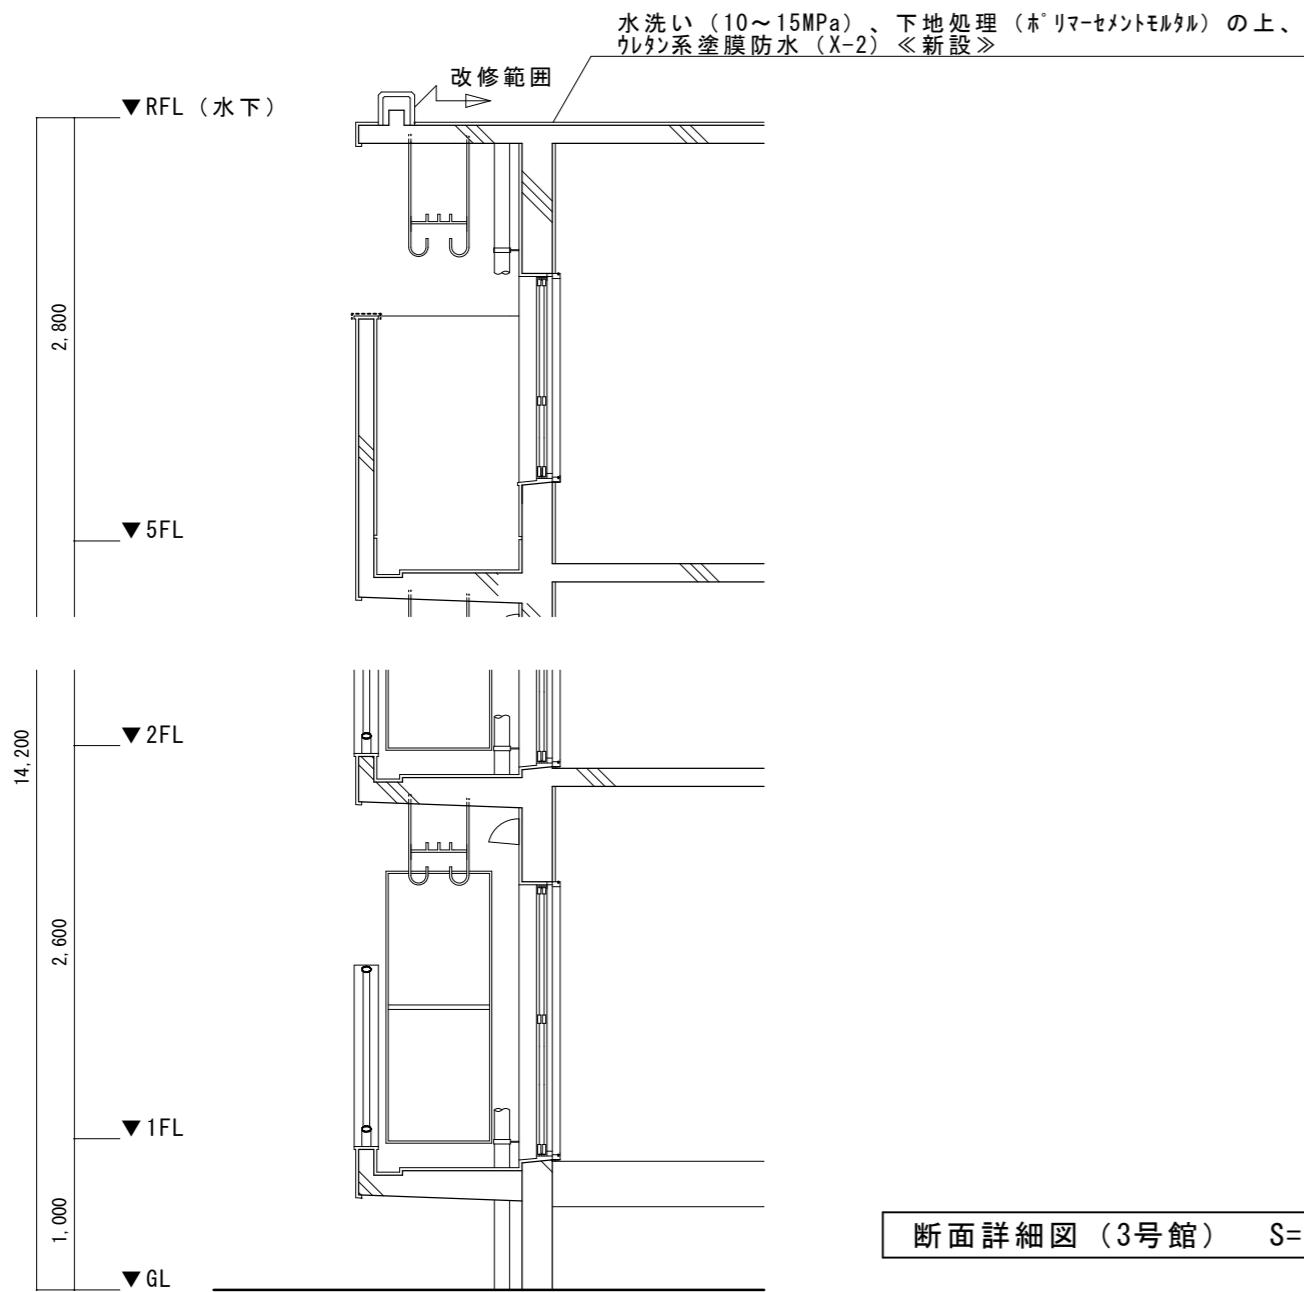 水洗い（10～15MPa）、下地処理（ﾎﾟﾘﾏｰｾﾒﾝﾄﾓﾙﾀﾙ）の上、
ｳﾚﾀﾝ系塗膜防水（X-2）≪新設≫
改修範囲
▼RFL（水下）
2,800
▼5FL
▼2FL
14,200
2,600
▼1FL
1,000
▼GL
断面詳細図（3号館） S=